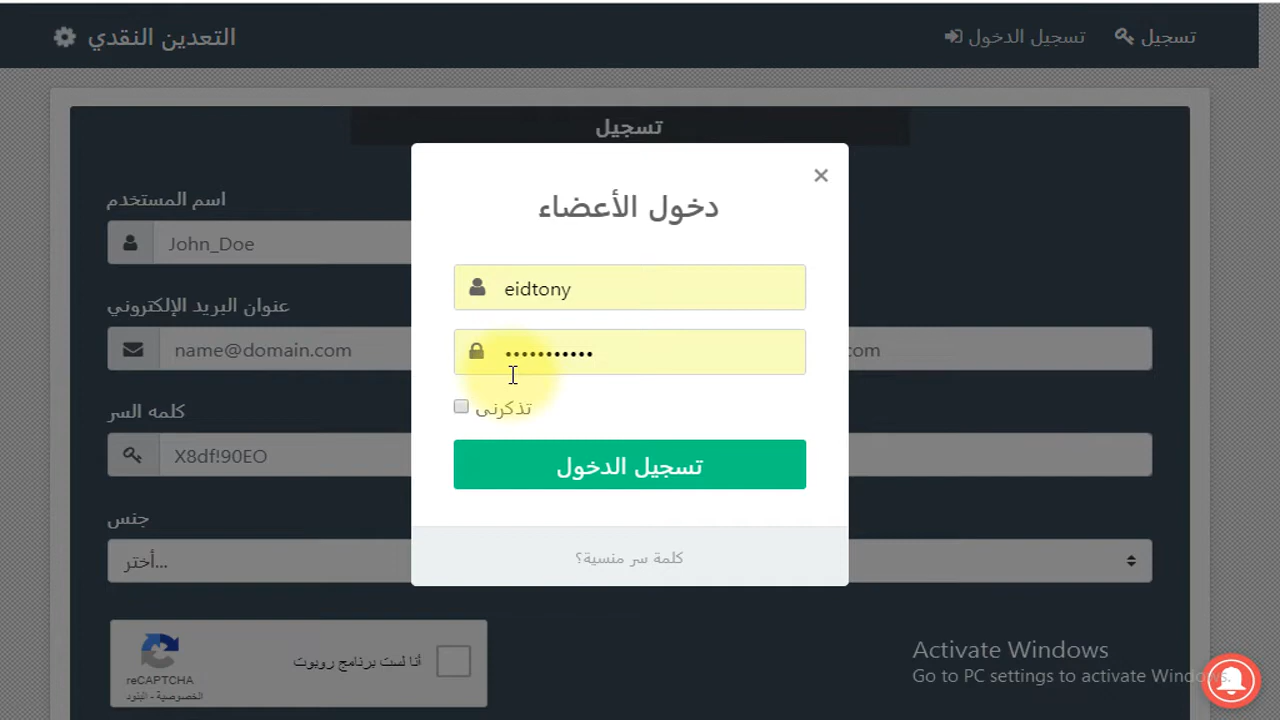 التعدين النقدي
تسجيل الدخول
تسجيل
تسجيل
دخول الأعضاء
eidtony
•••••••••••
تذكرنى
تسجيل الدخول
كلمة سر منسية؟
اسم المستخدم
John_Doe
عنوان البريد الإلكتروني
name@domain.com
com
كلمه السر
X8df!90EO
جنس
أختر...
أنا لست برنامج روبوت
reCAPTCHA
الخصوصية - البنود
Activate Windows
Go to PC settings to activate Windows.